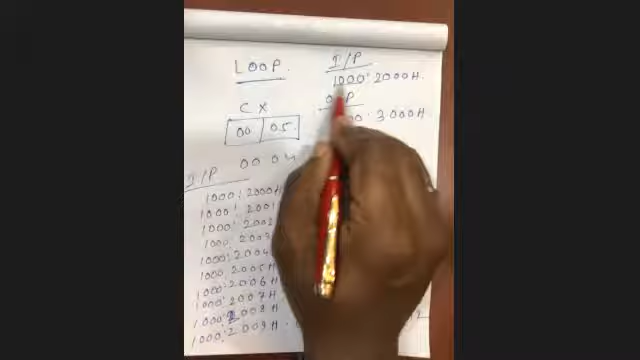 LOOP.
I/P
1000: 2000H.
CX
00 05.
3000H.
00 04
I/P
1000: 2000H
1000: 2001
1000: 2002
1000: 2003
1000: 2004
1000: 2005H
1000: 2006H
1000: 2007H
1000: 2008H
1000: 2009H